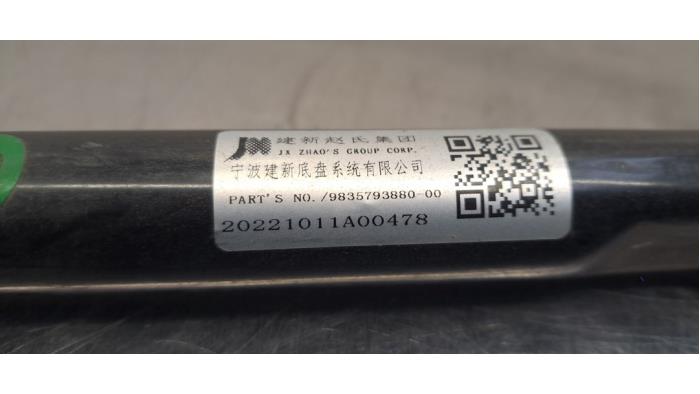 建新赵氏集团
JX ZHAO'S GROUP CORP.
宁波建新底盘系统有限公司
PART'S NO./9835793880-00
20221011A00478